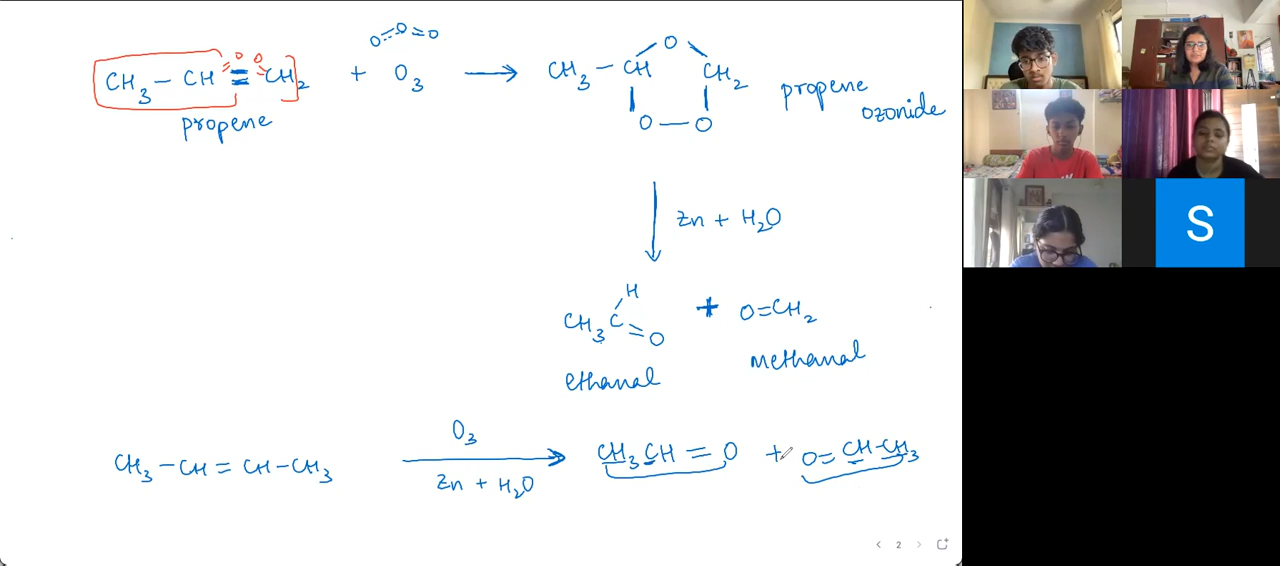 O=O=O
CH3 - CH = CH2 + O3 → CH3 - CH O CH2 O - O
O O
propene
propene ozonide
Zn + H2O
CH3 C H = O + O=CH2
ethanal
methanal
CH3 - CH = CH - CH3 O3 → CH3CH = O + O= CH-CH3
Zn + H2O
S
2